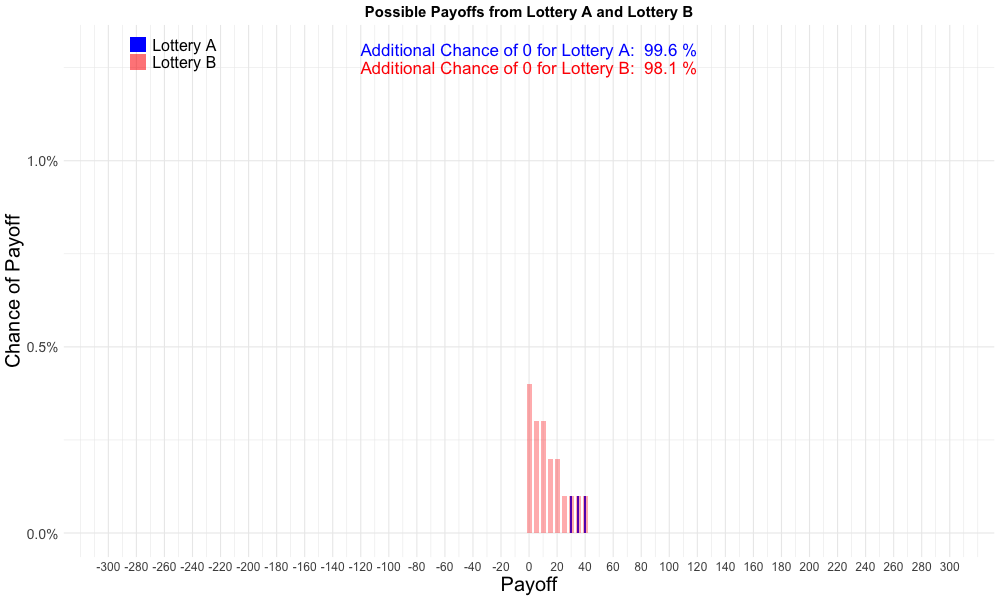 Possible Payoffs from Lottery A and Lottery B
Lottery A
Lottery B
Additional Chance of 0 for Lottery A: 99.6 %
Additional Chance of 0 for Lottery B: 98.1 %
Chance of Payoff
1.0%
0.5%
0.0%
-300 -280 -260 -240 -220 -200 -180 -160 -140 -120 -100 -80 -60 -40 -20 0 20 40 60 80 100 120 140 160 180 200 220 240 260 280 300
Payoff